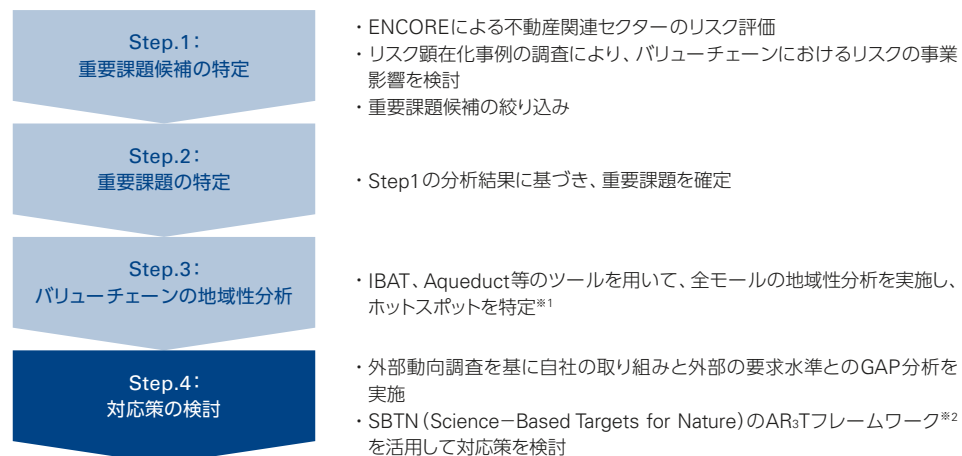 Step.1：
重要課題候補の特定
・ENCOREによる不動産関連セクターのリスク評価
・リスク顕在化事例の調査により、バリューチェーンにおけるリスクの事業
影響を検討
・重要課題候補の絞り込み
Step.2：
重要課題の特定
・Step1の分析結果に基づき、重要課題を確定
Step.3：
バリューチェーンの地域性分析
・IBAT、Aqueduct等のツールを用いて、全モールの地域性分析を実施し、
ホットスポットを特定※1
Step.4：
対応策の検討
・外部動向調査を基に自社の取り組みと外部の要求水準とのGAP分析を
実施
・SBTN（Science−Based Targets for Nature）のAR₃Tフレームワーク※2
を活用して対応策を検討